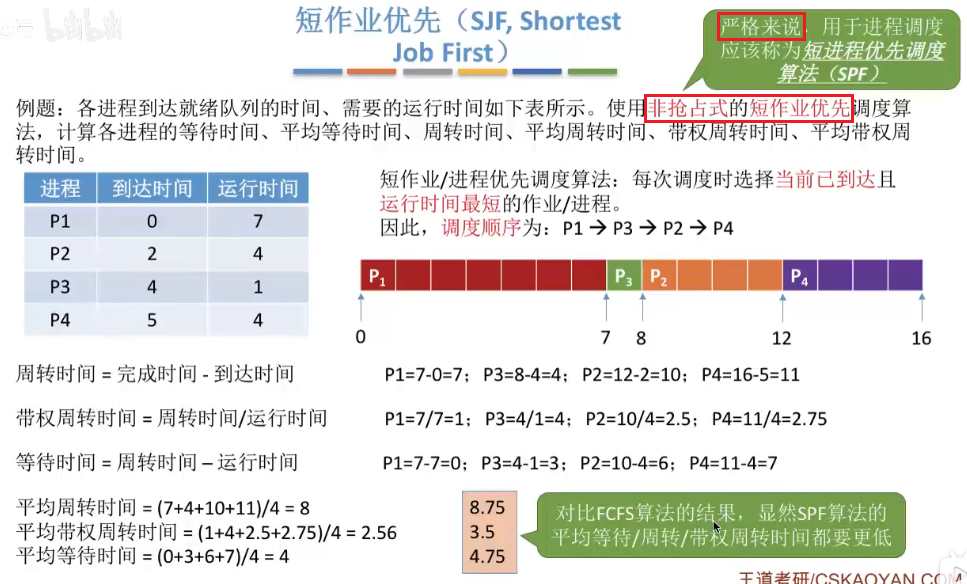 bilibili
短作业优先（SJF, Shortest
Job First）
严格来说，用于进程调度
应该称为短进程优先调度
算法（SPF）
例题：各进程到达就绪队列的时间、需要的运行时间如下表所示。使用非抢占式的短作业优先调度算
法，计算各进程的等待时间、平均等待时间、周转时间、平均周转时间、带权周转时间、平均带权周
转时间。
进程 到达时间 运行时间
P1 0 7
P2 2 4
P3 4 1
P4 5 4
短作业/进程优先调度算法：每次调度时选择当前已到达且
运行时间最短的作业/进程。
因此，调度顺序为：P1 → P3 → P2 → P4
P1 P3 P2 P4
0 7 8 12 16
周转时间 = 完成时间 - 到达时间 P1=7-0=7；P3=8-4=4；P2=12-2=10；P4=16-5=11
带权周转时间 = 周转时间/运行时间 P1=7/7=1；P3=4/1=4；P2=10/4=2.5；P4=11/4=2.75
等待时间 = 周转时间 – 运行时间 P1=7-7=0；P3=4-1=3；P2=10-4=6；P4=11-4=7
平均周转时间 = (7+4+10+11)/4 = 8
平均带权周转时间 = (1+4+2.5+2.75)/4 = 2.56
平均等待时间 = (0+3+6+7)/4 = 4
8.75
3.5
4.75
对比FCFS算法的结果，显然SPF算法的
平均等待/周转/带权周转时间都要更低
王道考研/CSKAOYAN.COM